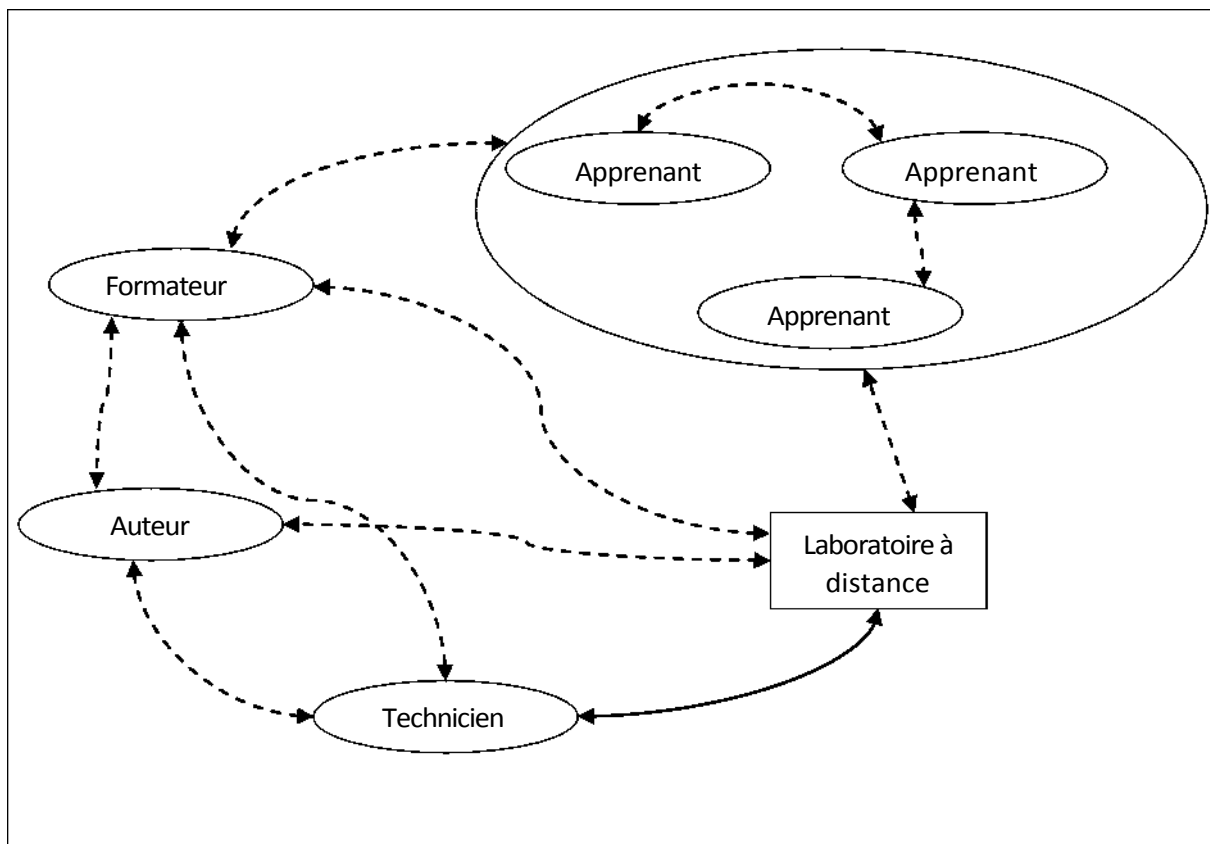 Apprenant
Apprenant
Formateur
Apprenant
Auteur
Laboratoire à
distance
Technicien